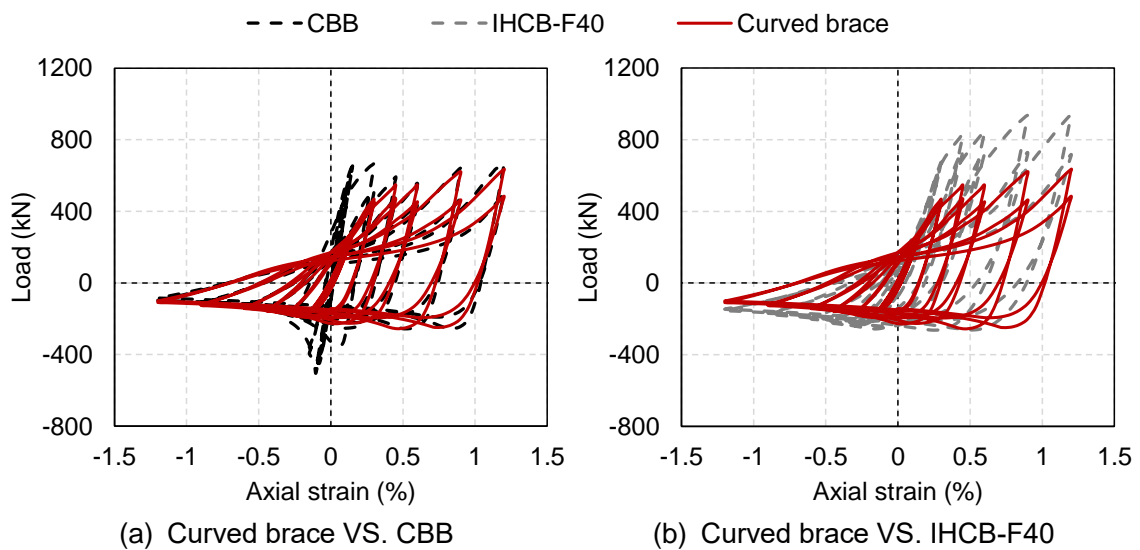 CBB IHCB-F40 Curved brace
1200
800
400
0
-400
-800
Load (kN)
-1.5 -1 -0.5 0 0.5 1 1.5
Axial strain (%)
(a) Curved brace VS. CBB
1200
800
400
0
-400
-800
Load (kN)
-1.5 -1 -0.5 0 0.5 1 1.5
Axial strain (%)
(b) Curved brace VS. IHCB-F40